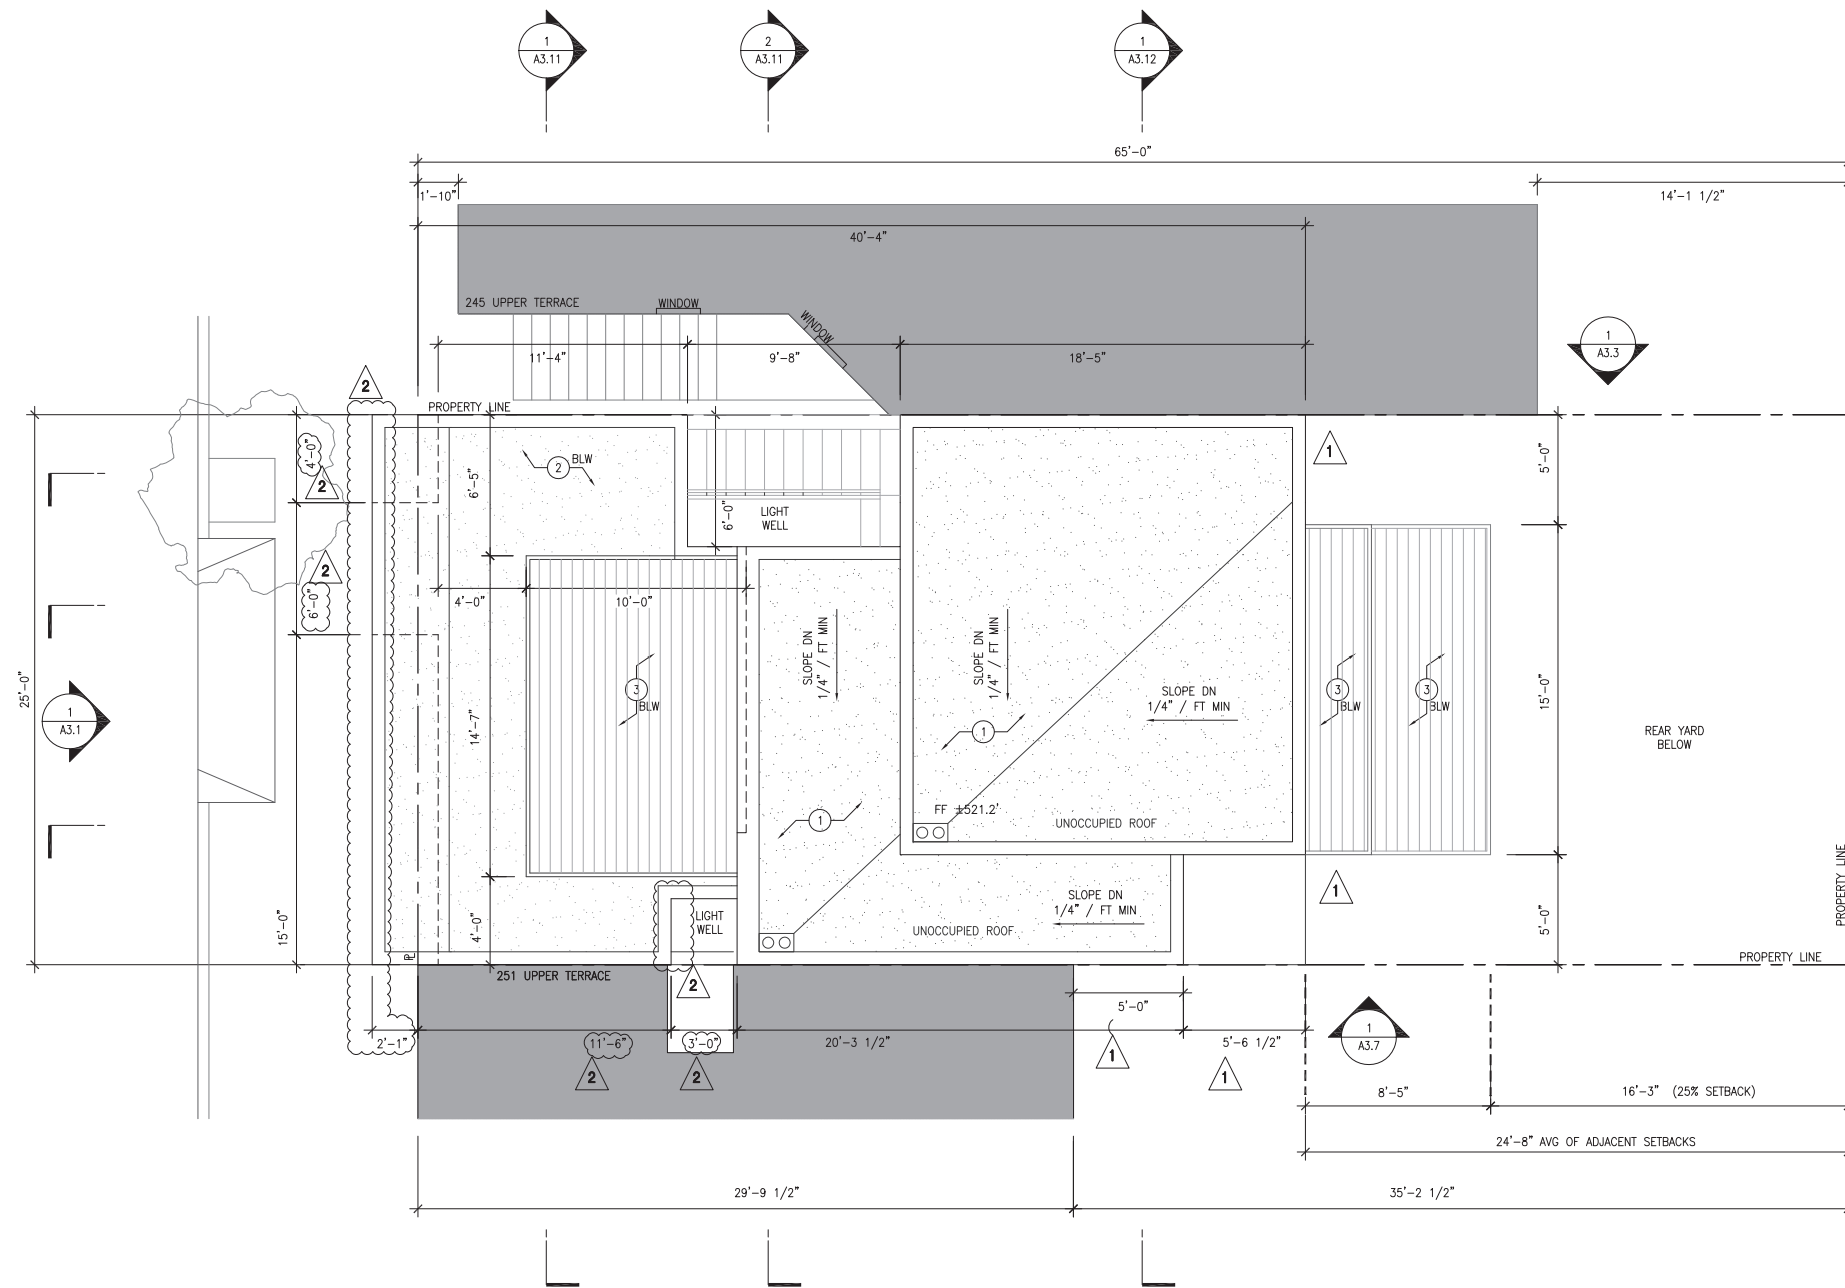 1
A3.11
2
A3.11
1
A3.12
65'-0"
1'-10"
14'-1 1/2"
40'-4"
245 UPPER TERRACE
WINDOW
WINDOW
11'-4"
9'-8"
18'-5"
1
A3.3
2
PROPERTY LINE
4'-0"
2
2
BLW
6'-5"
1
5'-0"
6'-0"
LIGHT
WELL
2
6'-0"
4'-0"
10'-0"
SLOPE DN
1/4" / FT MIN
SLOPE DN
1/4" / FT MIN
25'-0"
1
A3.1
3
BLW
14'-7"
SLOPE DN
1/4" / FT MIN
1
3
BLW
3
BLW
15'-0"
REAR YARD
BELOW
1
FF ±521.2'
UNOCCUPIED ROOF
PROPERTY LINE
1
15'-0"
4'-0"
LIGHT
WELL
SLOPE DN
1/4" / FT MIN
UNOCCUPIED ROOF
5'-0"
PL
251 UPPER TERRACE
PROPERTY LINE
2
5'-0"
2'-1"
11'-6"
3'-0"
20'-3 1/2"
5'-6 1/2"
1
A3.7
2
2
1
1
8'-5"
16'-3" (25% SETBACK)
24'-8" AVG OF ADJACENT SETBACKS
29'-9 1/2"
35'-2 1/2"